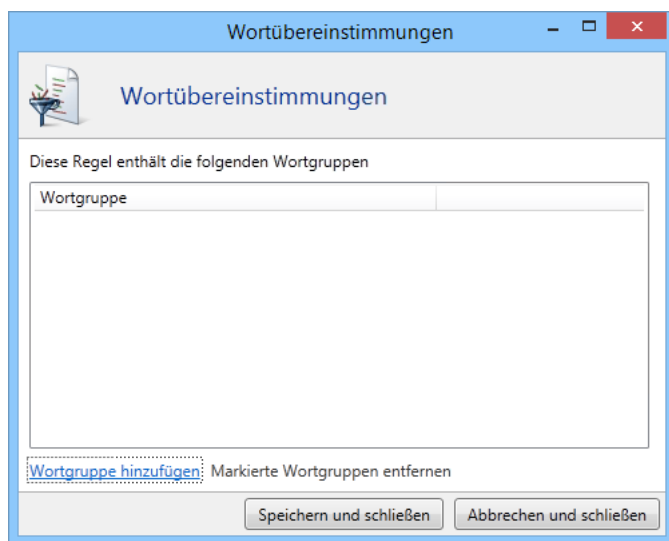 Wortübereinstimmungen
Wortübereinstimmungen
Diese Regel enthält die folgenden Wortgruppen
Wortgruppe
Wortgruppe hinzufügen Markierte Wortgruppen entfernen
Speichern und schließen Abbrechen und schließen